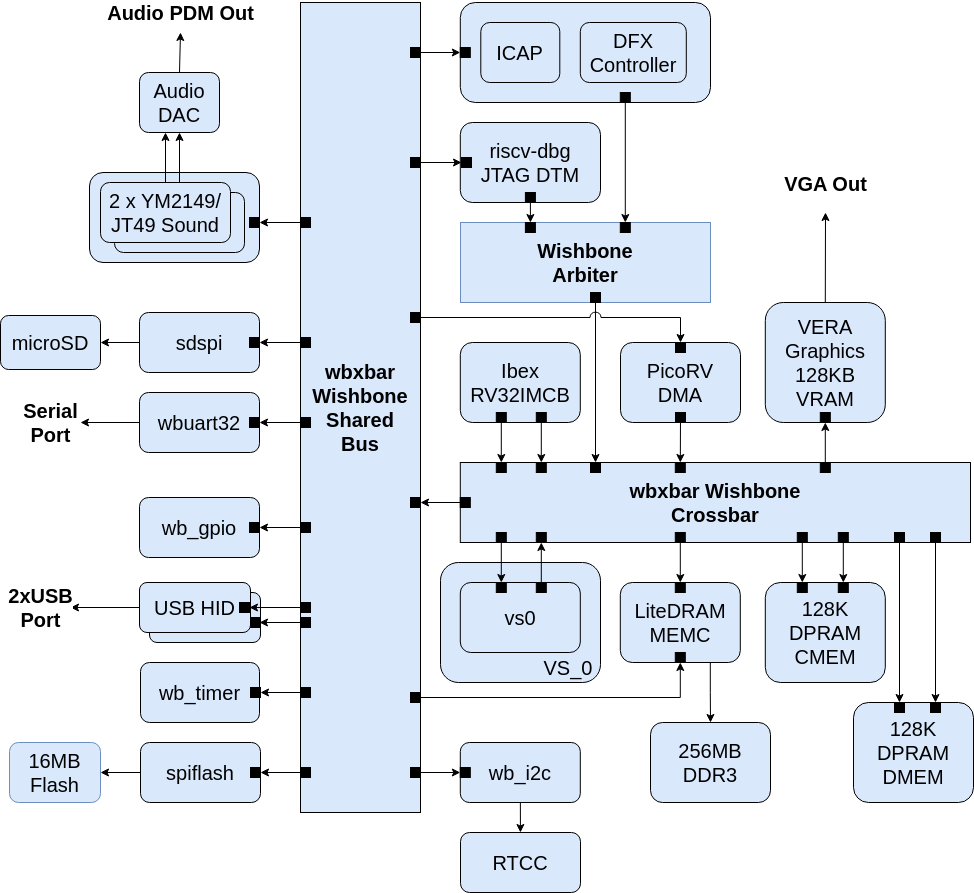 Audio PDM Out
Audio
DAC
2 x YM2149/
JT49 Sound
microSD
sdspi
Serial
Port
wbuart32
wb_gpio
2xUSB
Port
USB HID
wb_timer
16MB
Flash
spiflash
wbxbar
Wishbone
Shared
Bus
ICAP
DFX
Controller
riscv-dbg
JTAG DTM
Wishbone
Arbiter
VGA Out
Ibex
RV32IMCB
PicoRV
DMA
VERA
Graphics
128KB
VRAM
wbxbar Wishbone
Crossbar
vs0
VS_0
LiteDRAM
MEMC
128K
DPRAM
CMEM
256MB
DDR3
128K
DPRAM
DMEM
wb_i2c
RTCC